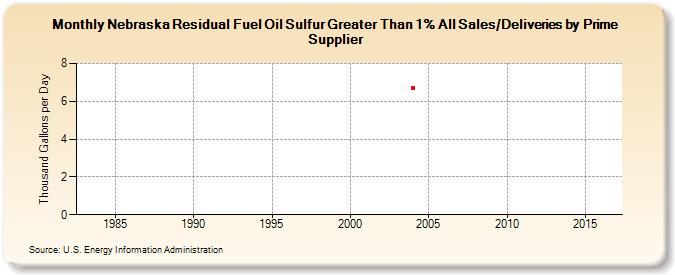 Monthly Nebraska Residual Fuel Oil Sulfur Greater Than 1% All Sales/Deliveries by Prime
Supplier
Thousand Gallons per Day
8
6
4
2
0
1985 1990 1995 2000 2005 2010 2015
Source: U.S. Energy Information Administration